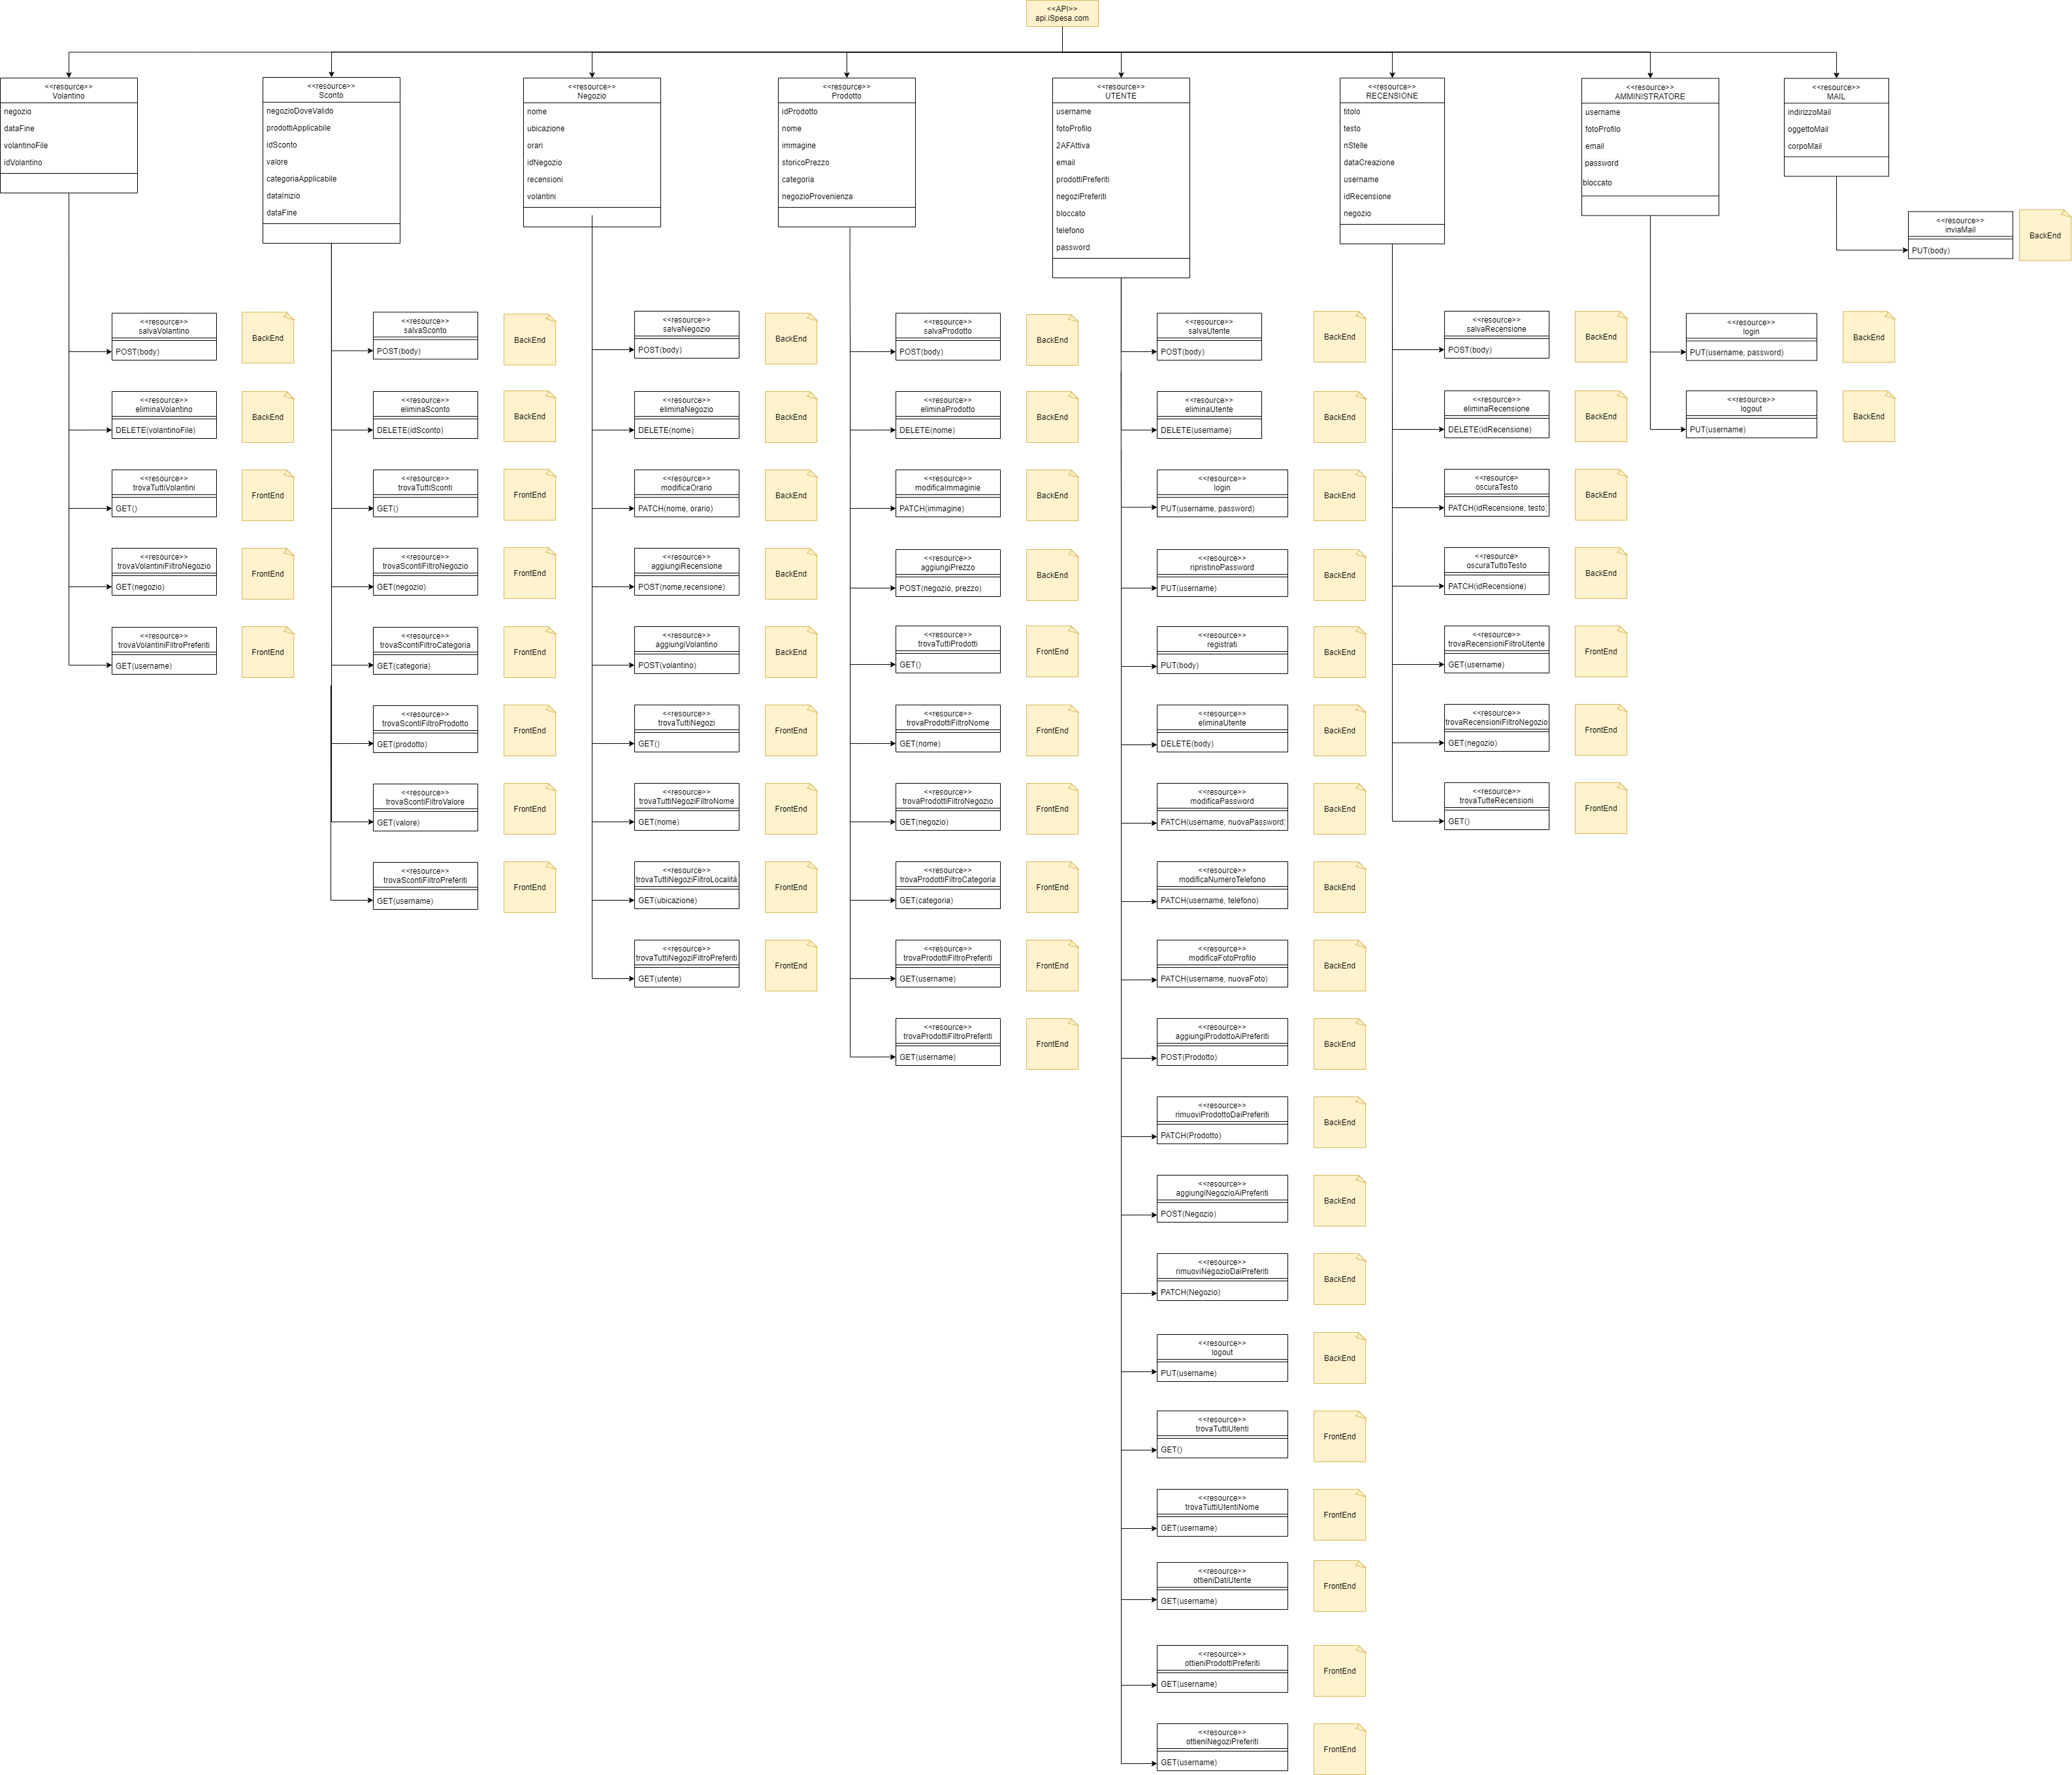 <<API>>
api.iSpesa.com
<<resource>>
Volantino
negozio
dataFine
volantinoFile
idVolantino
<<resource>>
salvaVolantino
POST(body)
BackEnd
<<resource>>
eliminaVolantino
DELETE(volantinoFile)
BackEnd
<<resource>>
trovaTuttiVolantini
GET()
FrontEnd
<<resource>>
trovaVolantiniFiltroNegozio
GET(negozio)
FrontEnd
<<resource>>
trovaVolantiniFiltroPreferiti
GET(username)
FrontEnd
<<resource>>
Sconto
negozioDoveValido
prodottiApplicabile
idSconto
valore
categoriaApplicabile
dataInizio
dataFine
<<resource>>
salvaSconto
POST(body)
BackEnd
<<resource>>
eliminaSconto
DELETE(idSconto)
BackEnd
<<resource>>
trovaTuttiSconti
GET()
FrontEnd
<<resource>>
trovaScontiFiltroNegozio
GET(negozio)
FrontEnd
<<resource>>
trovaScontiFiltroCategoria
GET(categoria)
FrontEnd
<<resource>>
trovaScontiFiltroProdotto
GET(prodotto)
FrontEnd
<<resource>>
trovaScontiFiltroValore
GET(valore)
FrontEnd
<<resource>>
trovaScontiFiltroPreferiti
GET(username)
FrontEnd
<<resource>>
Negozio
nome
ubicazione
orari
idNegozio
recensioni
volantini
<<resource>>
salvaNegozio
POST(body)
BackEnd
<<resource>>
eliminaNegozio
DELETE(nome)
BackEnd
<<resource>>
modificaOrario
PATCH(nome, orario)
BackEnd
<<resource>>
aggiungiRecensione
POST(nome,recensione)
BackEnd
<<resource>>
aggiungiVolantino
POST(volantino)
BackEnd
<<resource>>
trovaTuttiNegozi
GET()
FrontEnd
<<resource>>
trovaTuttiNegoziFiltroNome
GET(nome)
FrontEnd
<<resource>>
trovaTuttiNegoziFiltroLocalità
GET(ubicazione)
FrontEnd
<<resource>>
trovaTuttiNegoziFiltroPreferiti
GET(utente)
FrontEnd
<<resource>>
Prodotto
idProdotto
nome
immagine
storicoPrezzo
categoria
negozioProvenienza
<<resource>>
salvaProdotto
POST(body)
BackEnd
<<resource>>
eliminaProdotto
DELETE(nome)
BackEnd
<<resource>>
modificaImmaginie
PATCH(immagine)
BackEnd
<<resource>>
aggiungiPrezzo
POST(negozio, prezzo)
BackEnd
<<resource>>
trovaTuttiProdotti
GET()
FrontEnd
<<resource>>
trovaProdottiFiltroNome
GET(nome)
FrontEnd
<<resource>>
trovaProdottiFiltroNegozio
GET(negozio)
FrontEnd
<<resource>>
trovaProdottiFiltroCategoria
GET(categoria)
FrontEnd
<<resource>>
trovaProdottiFiltroPreferiti
GET(username)
FrontEnd
<<resource>>
trovaProdottiFiltroPreferiti
GET(username)
FrontEnd
<<resource>>
UTENTE
username
fotoProfilo
2AFAttiva
email
prodottiPreferiti
negoziPreferiti
bloccato
telefono
password
<<resource>>
salvaUtente
POST(body)
BackEnd
<<resource>>
eliminaUtente
DELETE(username)
BackEnd
<<resource>>
login
PUT(username, password)
BackEnd
<<resource>>
ripristinoPassword
PUT(username)
BackEnd
<<resource>>
registrati
PUT(body)
BackEnd
<<resource>>
eliminaUtente
DELETE(body)
BackEnd
<<resource>>
modificaPassword
PATCH(username, nuovaPassword)
BackEnd
<<resource>>
modificaNumeroTelefono
PATCH(username, telefono)
BackEnd
<<resource>>
modificaFotoProfilo
PATCH(username, nuovaFoto)
BackEnd
<<resource>>
aggiungiProdottoAiPreferiti
POST(Prodotto)
BackEnd
<<resource>>
rimuoviProdottoDaiPreferiti
PATCH(Prodotto)
BackEnd
<<resource>>
aggiungiNegozioAiPreferiti
POST(Negozio)
BackEnd
<<resource>>
rimuoviNegozioDaiPreferiti
PATCH(Negozio)
BackEnd
<<resource>>
logout
PUT(username)
BackEnd
<<resource>>
trovaTuttiUtenti
GET()
FrontEnd
<<resource>>
trovaTuttiUtentiNome
GET(username)
FrontEnd
<<resource>>
ottieniDatiUtente
GET(username)
FrontEnd
<<resource>>
ottieniProdottiPreferiti
GET(username)
FrontEnd
<<resource>>
ottieniNegoziPreferiti
GET(username)
FrontEnd
<<resource>>
RECENSIONE
titolo
testo
nStelle
dataCreazione
username
idRecensione
negozio
<<resource>>
salvaRecensione
POST(body)
BackEnd
<<resource>>
eliminaRecensione
DELETE(idRecensione)
BackEnd
<<resource>
oscuraTesto
PATCH(idRecensione, testo)
BackEnd
<<resource>
oscuraTuttoTesto
PATCH(idRecensione)
BackEnd
<<resource>>
trovaRecensioniFiltroUtente
GET(username)
FrontEnd
<<resource>>
trovaRecensioniFiltroNegozio
GET(negozio)
FrontEnd
<<resource>>
trovaTutteRecensioni
GET()
FrontEnd
<<resource>>
AMMINISTRATORE
username
fotoProfilo
email
password
bloccato
<<resource>>
login
PUT(username, password)
BackEnd
<<resource>>
logout
PUT(username)
BackEnd
<<resource>>
MAIL
indirizzoMail
oggettoMail
corpoMail
<<resource>>
inviaMail
PUT(body)
BackEnd